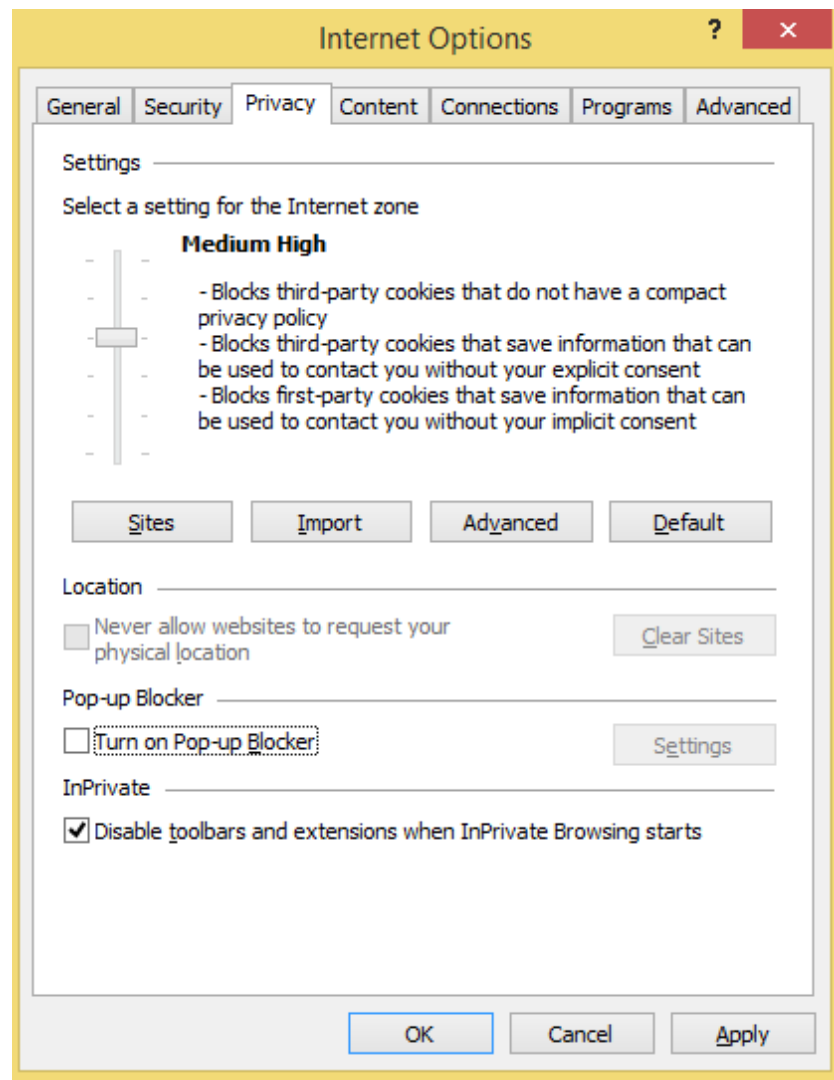 Internet Options
?
General Security Privacy Content Connections Programs Advanced
Settings
Select a setting for the Internet zone
Medium High
- Blocks third-party cookies that do not have a compact
privacy policy
- Blocks third-party cookies that save information that can
be used to contact you without your explicit consent
- Blocks first-party cookies that save information that can
be used to contact you without your implicit consent
Sites Import Advanced Default
Location
Never allow websites to request your
physical location
Clear Sites
Pop-up Blocker
Turn on Pop-up Blocker
Settings
InPrivate
Disable toolbars and extensions when InPrivate Browsing starts
OK Cancel Apply